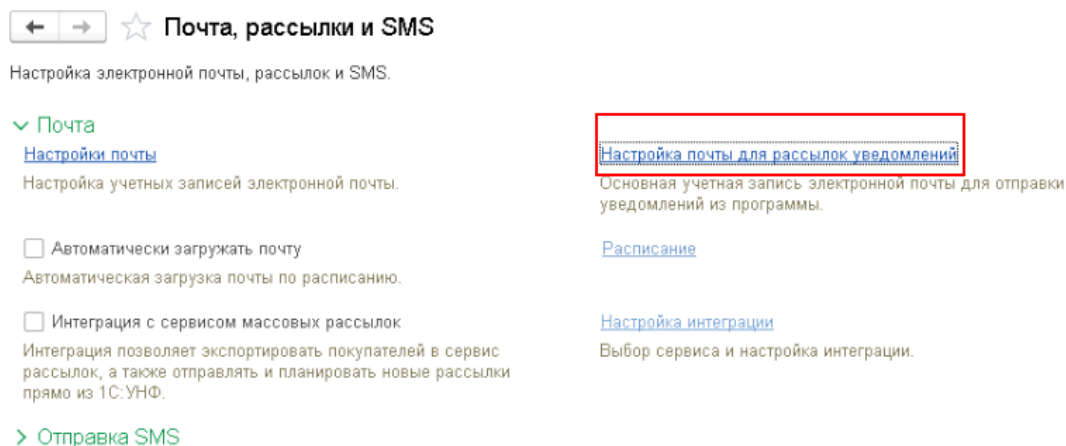 Почта, рассылки и SMS
Настройка электронной почты, рассылок и SMS.
Почта
Настройки почты
Настройка почты для рассылок уведомлений
Настройка учетных записей электронной почты.
Основная учетная запись электронной почты для отправки
уведомлений из программы.
Автоматически загружать почту
Расписание
Автоматическая загрузка почты по расписанию.
Интеграция с сервисом массовых рассылок
Настройка интеграции
Интеграция позволяет экспортировать покупателей в сервис
рассылок, а также отправлять и планировать новые рассылки
прямо из 1С:УНФ.
Выбор сервиса и настройка интеграции.
Отправка SMS